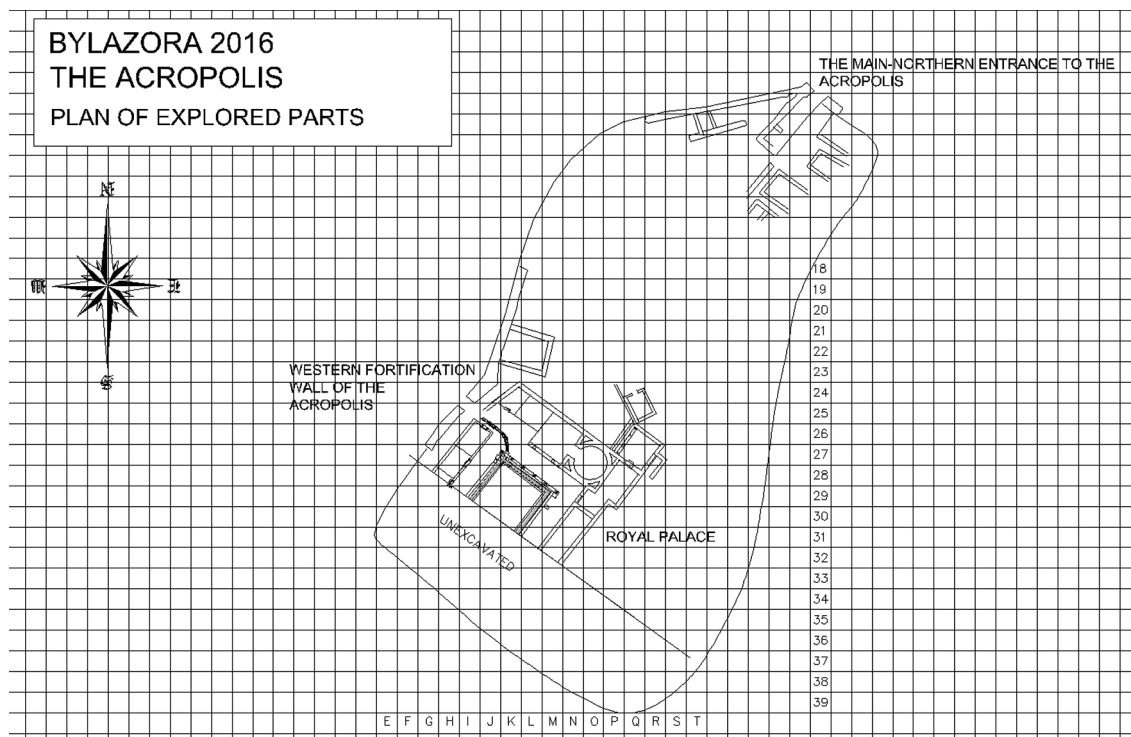 BYLAZORA 2016
THE ACROPOLIS
PLAN OF EXPLORED PARTS
THE MAIN-NORTHERN ENTRANCE TO THE
ACROPOLIS
N
W
E
S
18
19
20
21
22
23
24
25
26
27
28
29
30
31
32
33
34
35
36
37
38
39
WESTERN FORTIFICATION
WALL OF THE
ACROPOLIS
UNEXCAVATED
ROYAL PALACE
E F G H I J K L M N O P Q R S T